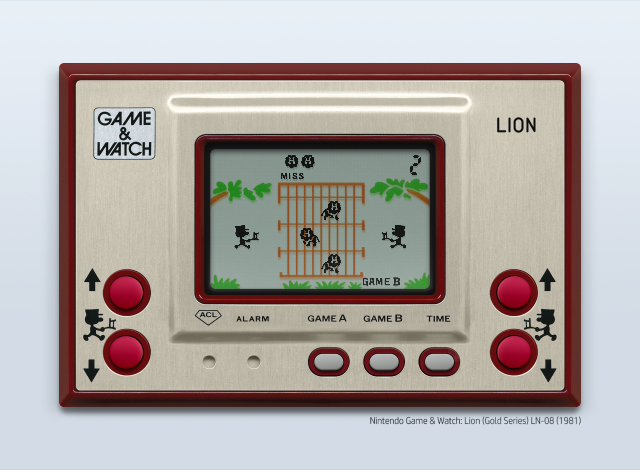 GAME
&
WATCH
LION
2
MISS
GAME B
ACL
ALARM
GAME A
GAME B
TIME
Nintendo Game & Watch: Lion (Gold Series) LN-08 (1981)